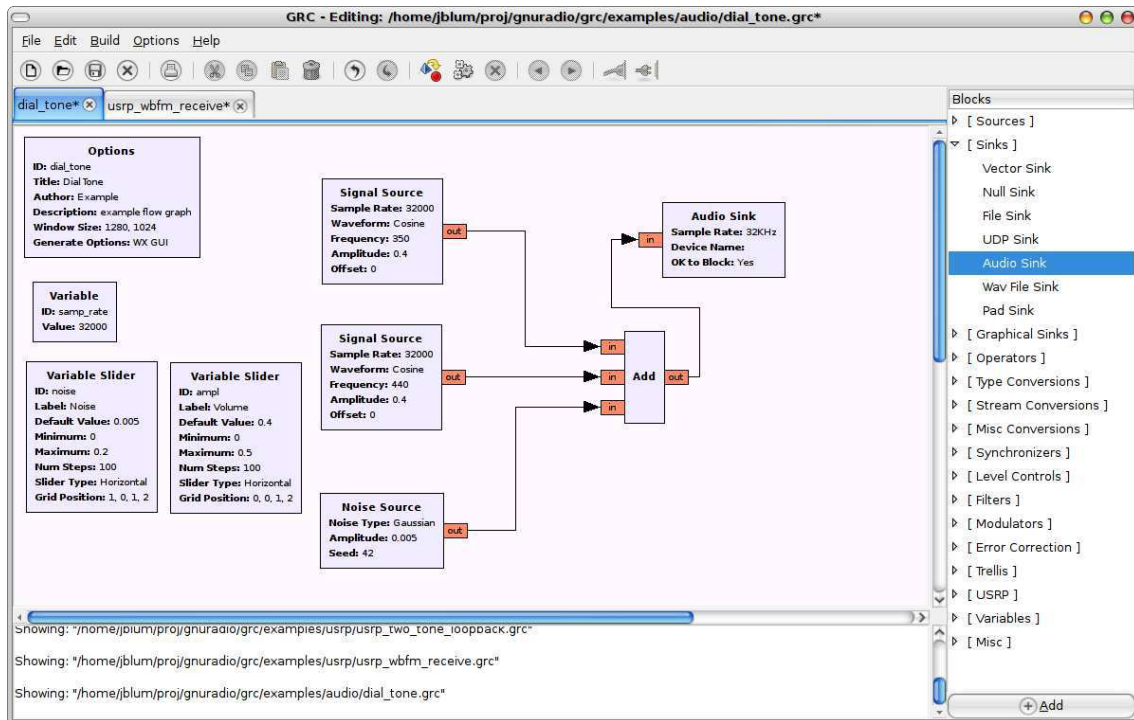 GRC - Editing: /home/jblum/proj/gnuradio/grc/examples/audio/dial_tone.grc*
File Edit Build Options Help
dial_tone* usrp_wbfm_receive*
Options
ID: dial_tone
Title: Dial Tone
Author: Example
Description: example flow graph
Window Size: 1280, 1024
Generate Options: WX GUI
Variable
ID: samp_rate
Value: 32000
Variable Slider
ID: noise
Label: Noise
Default Value: 0.005
Minimum: 0
Maximum: 0.2
Num Steps: 100
Slider Type: Horizontal
Grid Position: 1, 0, 1, 2
Variable Slider
ID: ampl
Label: Volume
Default Value: 0.4
Minimum: 0
Maximum: 0.5
Num Steps: 100
Slider Type: Horizontal
Grid Position: 0, 0, 1, 2
Signal Source
Sample Rate: 32000
Waveform: Cosine
Frequency: 350
Amplitude: 0.4
Offset: 0
out
Signal Source
Sample Rate: 32000
Waveform: Cosine
Frequency: 440
Amplitude: 0.4
Offset: 0
out
Noise Source
Noise Type: Gaussian
Amplitude: 0.005
Seed: 42
out
in
in
in
Add
out
in
Audio Sink
Sample Rate: 32KHz
Device Name:
OK to Block: Yes
Blocks
[ Sources ]
[ Sinks ]
Vector Sink
Null Sink
File Sink
UDP Sink
Audio Sink
Wav File Sink
Pad Sink
[ Graphical Sinks ]
[ Operators ]
[ Type Conversions ]
[ Stream Conversions ]
[ Misc Conversions ]
[ Synchronizers ]
[ Level Controls ]
[ Filters ]
[ Modulators ]
[ Error Correction ]
[ Trellis ]
[ USRP ]
[ Variables ]
[ Misc ]
Add
Showing: "/home/jblum/proj/gnuradio/grc/examples/usrp/usrp_two_tone_loopback.grc"
Showing: "/home/jblum/proj/gnuradio/grc/examples/usrp/usrp_wbfm_receive.grc"
Showing: "/home/jblum/proj/gnuradio/grc/examples/audio/dial_tone.grc"